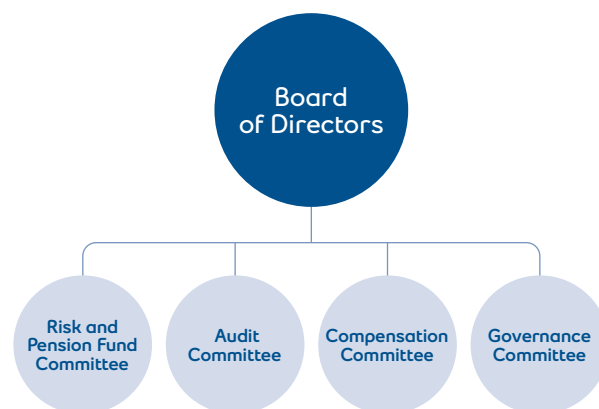 Board
of Directors
Risk and
Pension Fund
Committee
Audit
Committee
Compensation
Committee
Governance
Committee